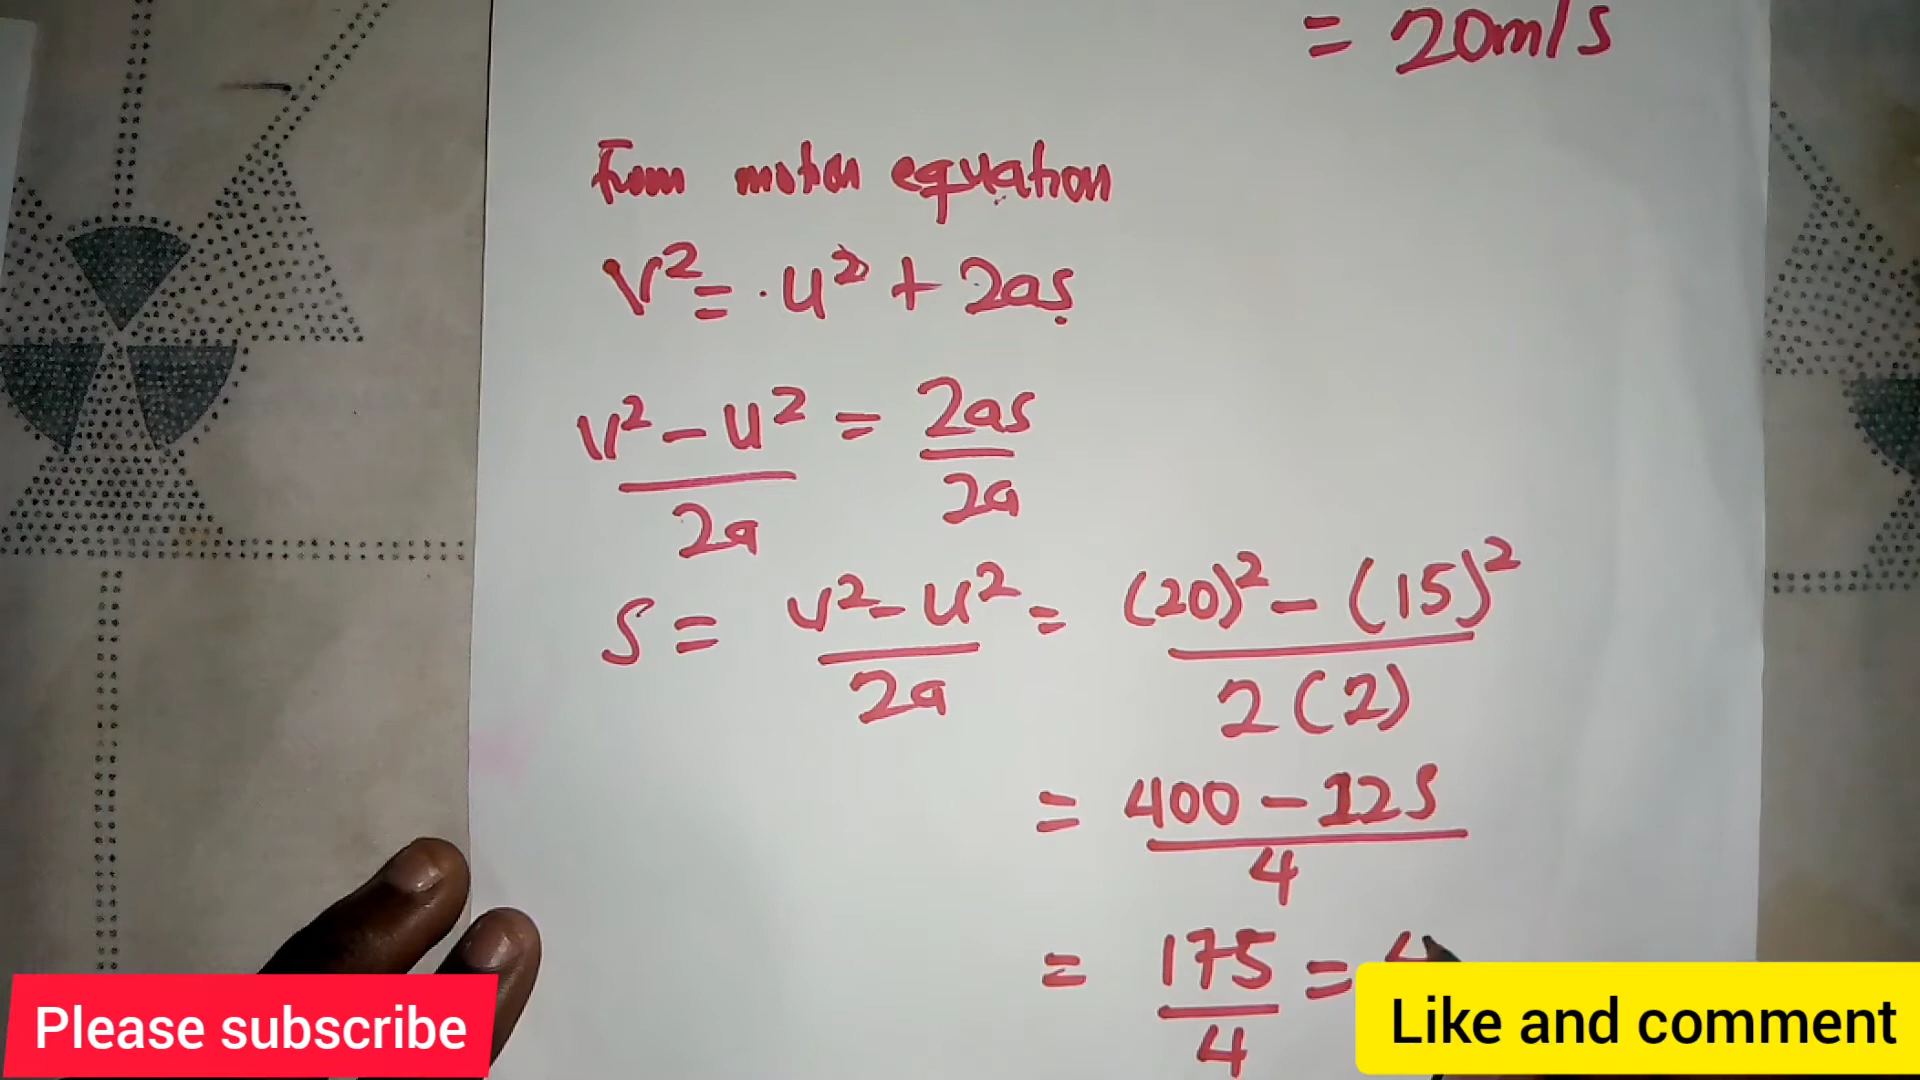 = 20m/s
From motion equation
v² = u² + 2as
v² - u² = 2as
2a 2a
s = v² - u² = (20)² - (15)²
2a 2(2)
= 400 - 225
4
= 175 =
4
Please subscribe
Like and comment